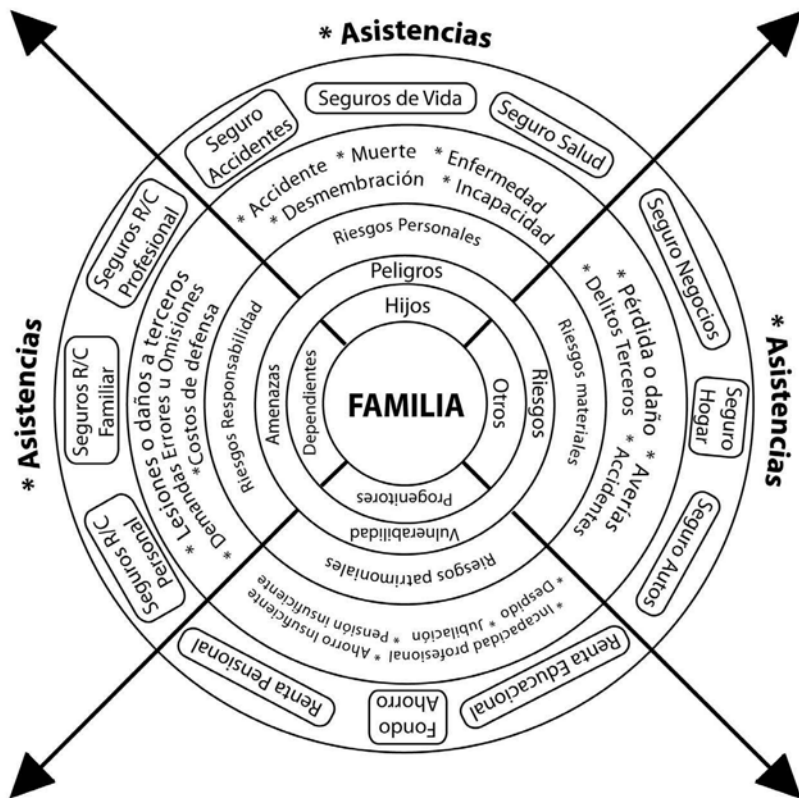 * Asistencias
Seguros de Vida
Seguro
Accidentes
Seguro Salud
* Accidente * Muerte * Enfermedad
* Desmembración * Incapacidad
Riesgos Personales
Peligros
Hijos
Seguros R/C
Profesional
Seguros R/C
Familiar
Seguros R/C
Personal
* Asistencias
* Lesiones o daños a terceros
* Demandas Errores u Omisiones
* Costos de defensa
Riesgos Responsabilidad
Amenazas
Dependientes
FAMILIA
Otros
Riesgos
Riesgos materiales
* Pérdida o daño * Averías
* Delitos Terceros * Accidentes
Seguro Negocios
Seguro
Hogar
Seguro Autos
* Asistencias
Progenitores
Vulnerabilidad
Riesgos patrimoniales
* Despido * Jubilación * Pensión insuficiente
* Incapacidad profesional * Ahorro Insuficiente
Renta Educacional
Fondo
Ahorro
Renta Pensional